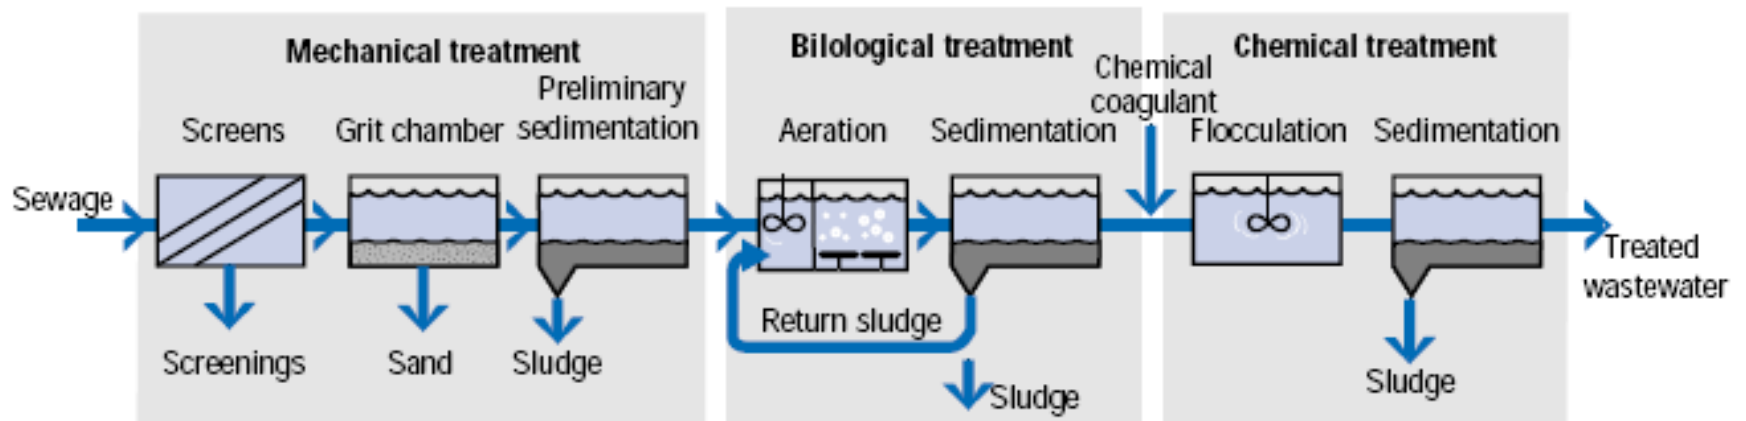 Mechanical treatment
Bilological treatment
Chemical treatment
Sewage
Screens
Grit chamber
Preliminary
sedimentation
Aeration
Sedimentation
Chemical
coagulant
Flocculation
Sedimentation
Screenings
Sand
Sludge
Return sludge
Sludge
Sludge
Treated
wastewater